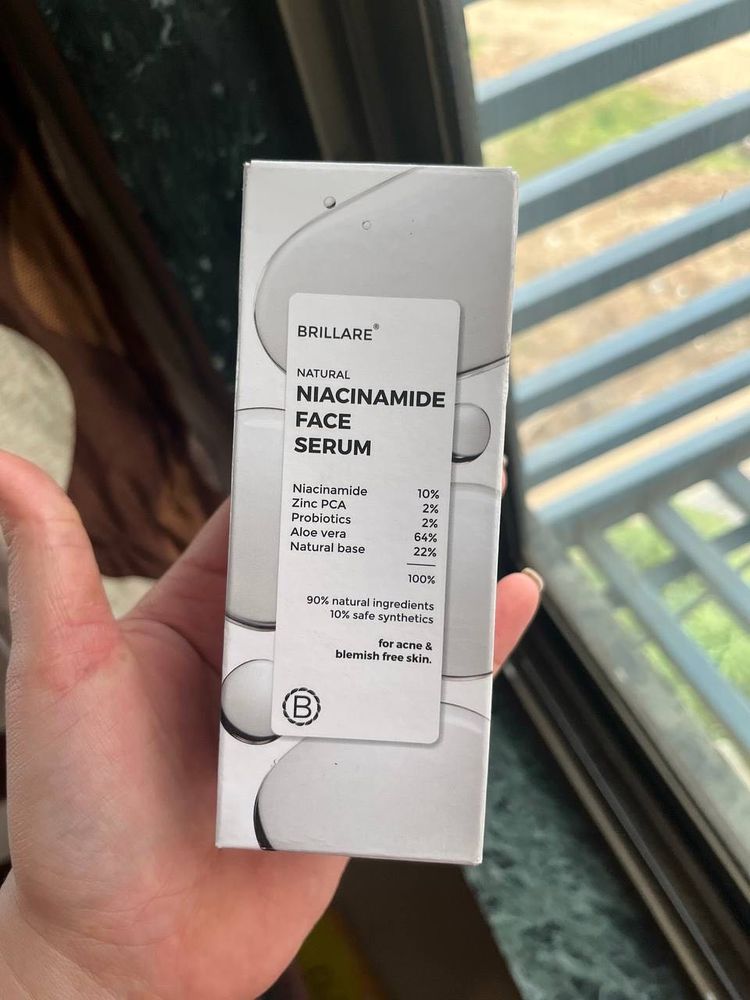 BRILLARE®
NATURAL
NIACINAMIDE
FACE
SERUM
Niacinamide 10%
Zinc PCA 2%
Probiotics 2%
Aloe vera 64%
Natural base 22%
100%
90% natural ingredients
10% safe synthetics
for acne &
blemish free skin.
B